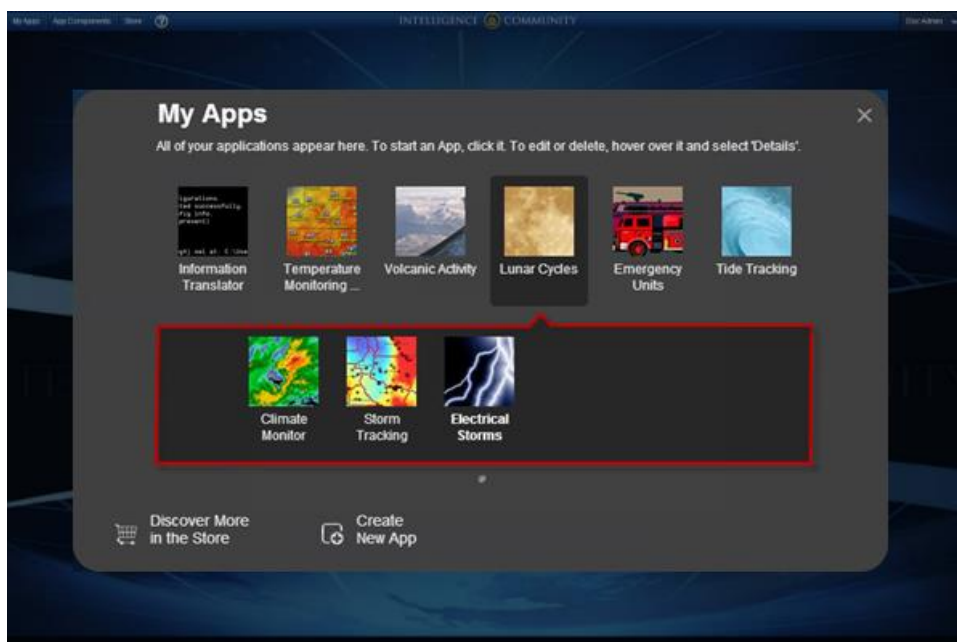 My Apps App Components Store ?
INTELLIGENCE COMMUNITY
My Apps
All of your applications appear here. To start an App, click it. To edit or delete, hover over it and select 'Details'.
Information
Translator
Temperature
Monitoring ...
Volcanic Activity
Lunar Cycles
Emergency
Units
Tide Tracking
Climate
Monitor
Storm
Tracking
Electrical
Storms
Discover More
in the Store
Create
New App